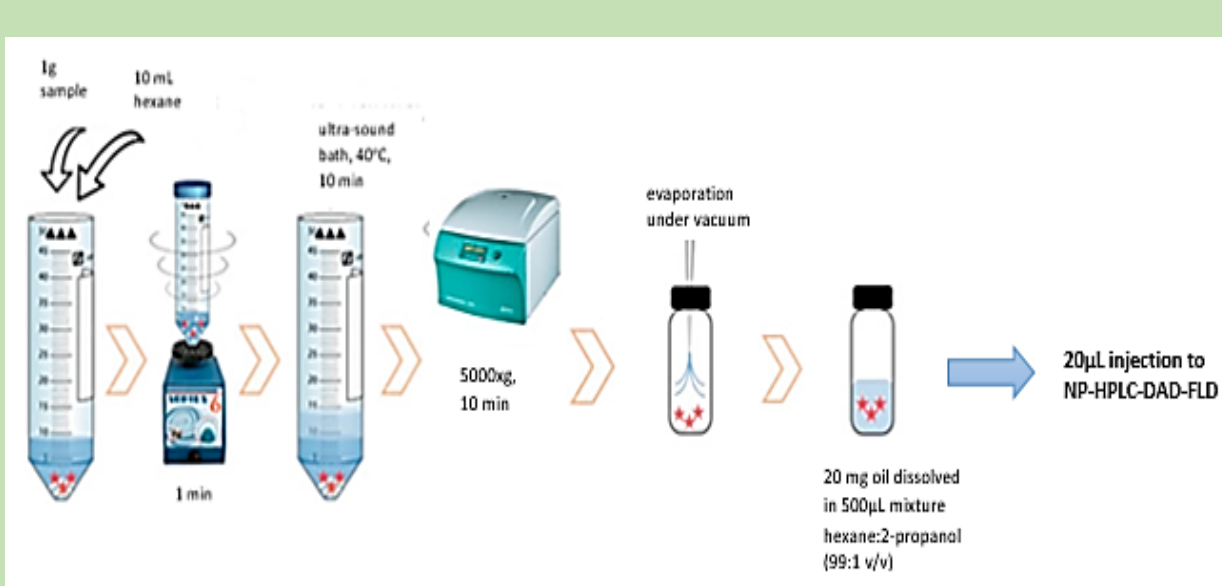 1g
sample
10 mL
hexane
ultra-sound
bath, 40°C,
10 min
1 min
5000xg,
10 min
evaporation
under vacuum
20 mg oil dissolved
in 500µL mixture
hexane:2-propanol
(99:1 v/v)
20µL injection to
NP-HPLC-DAD-FLD